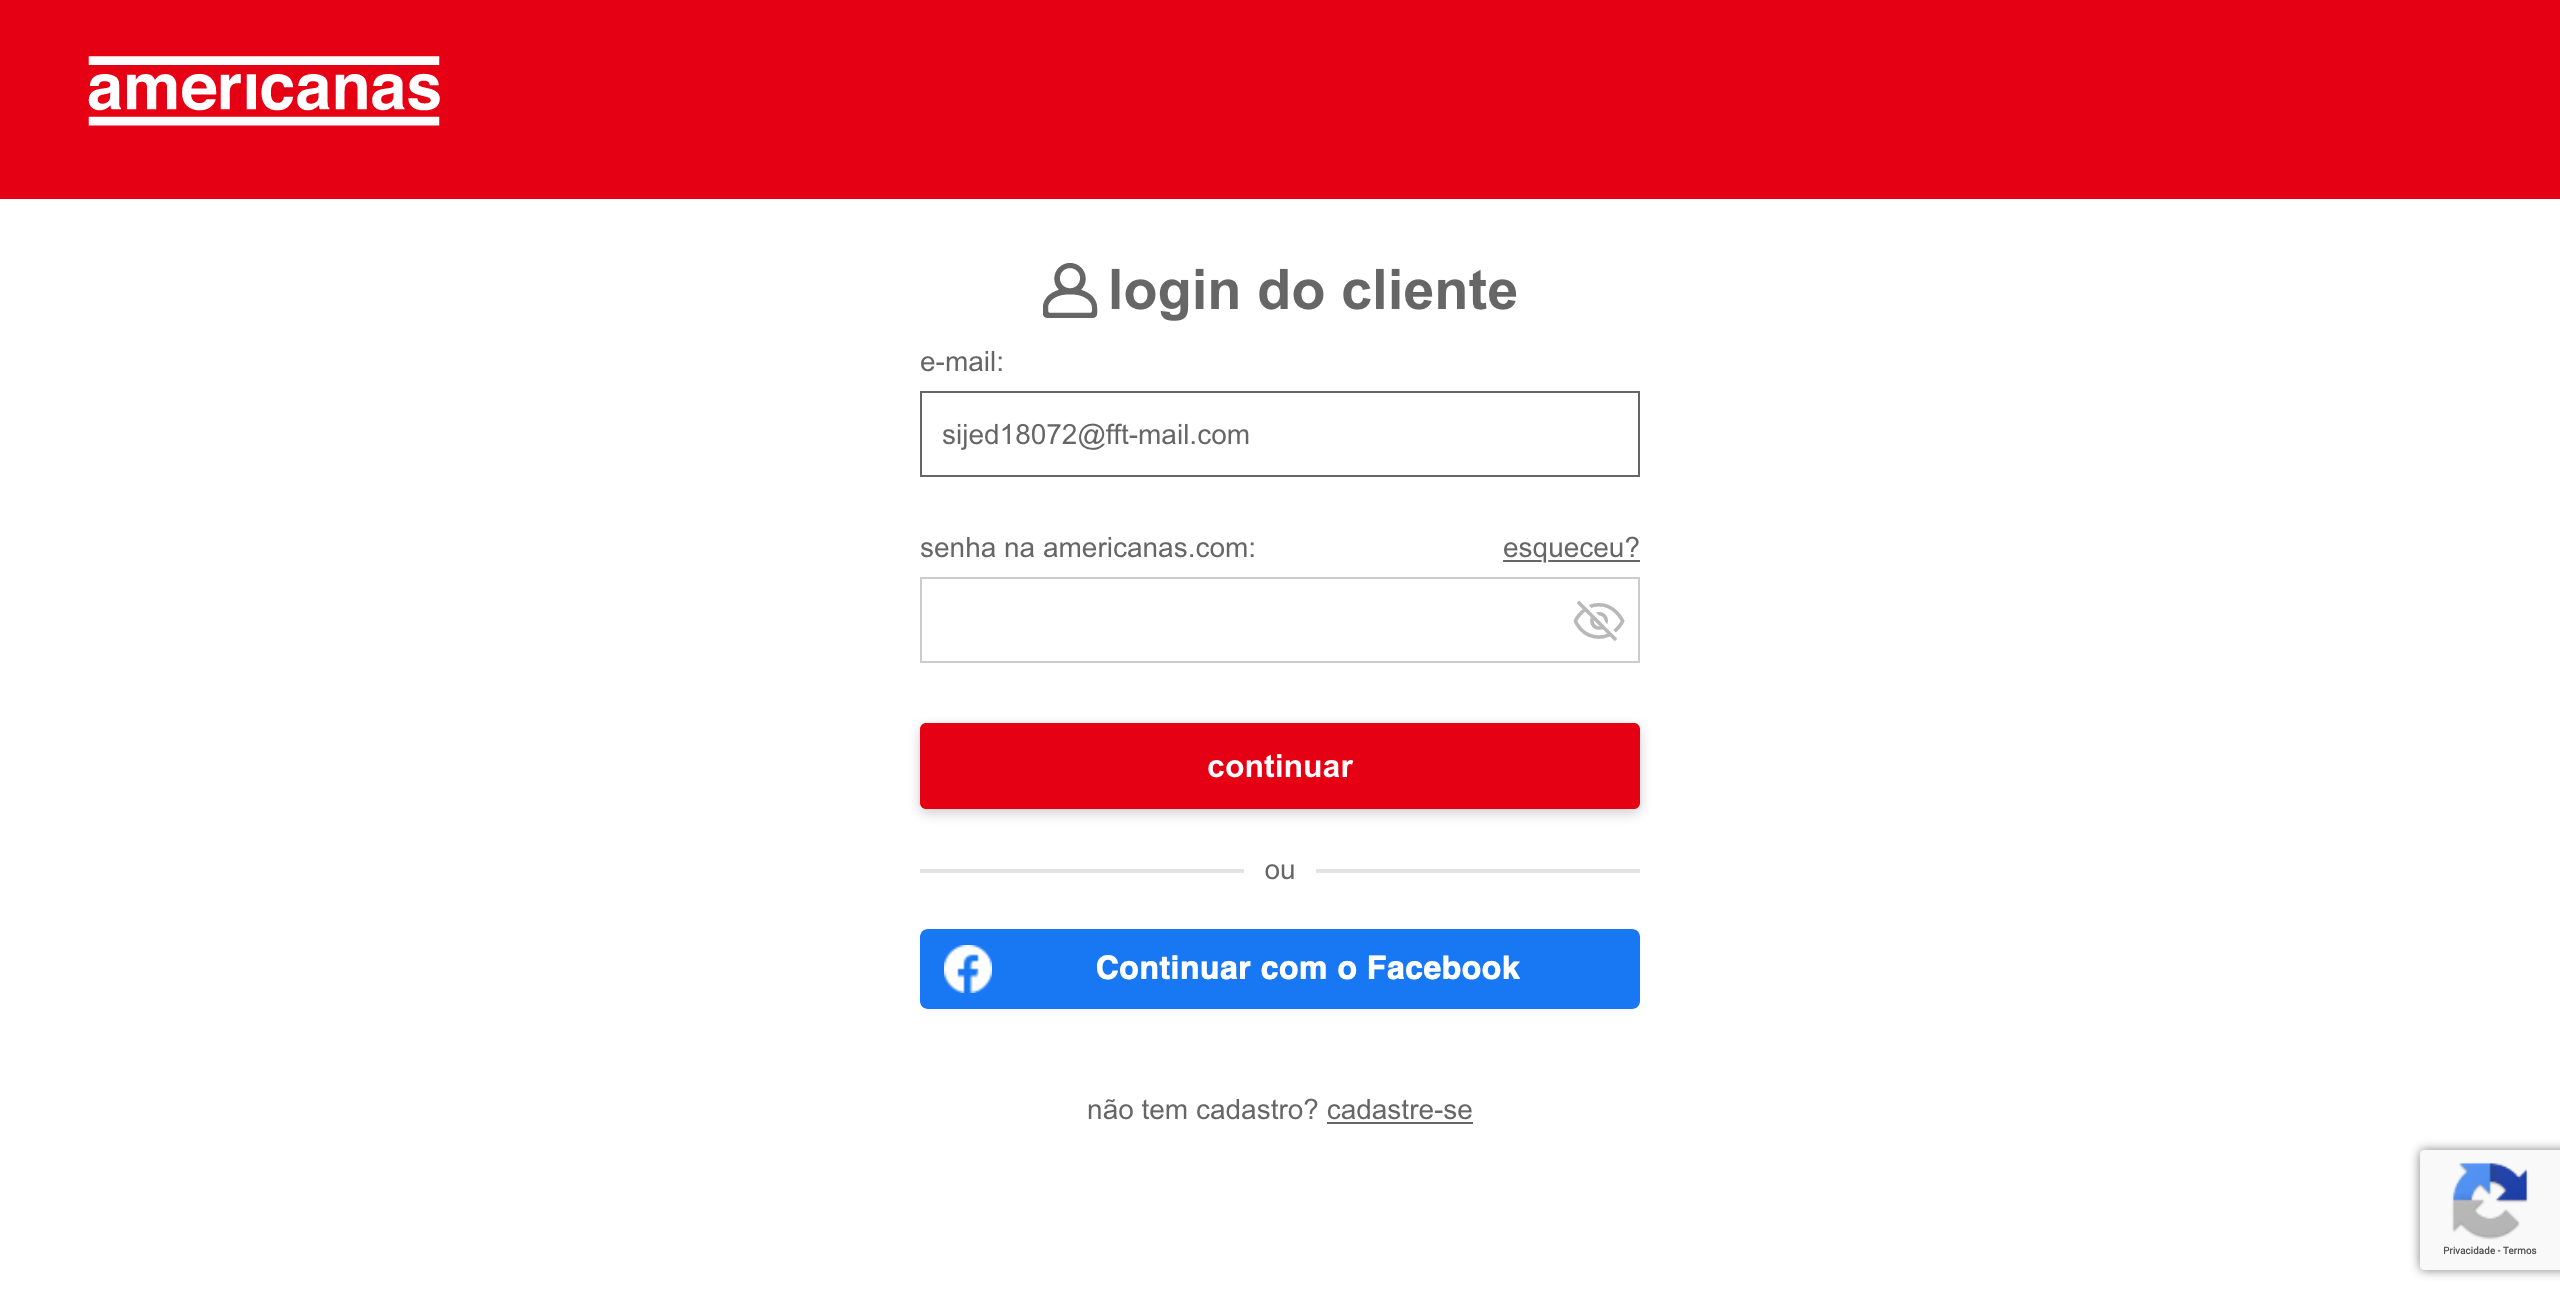 americanas
login do cliente
e-mail:
sijed18072@fft-mail.com
senha na americanas.com: esqueceu?
continuar
ou
Continuar com o Facebook
não tem cadastro? cadastre-se
Privacidade - Termos